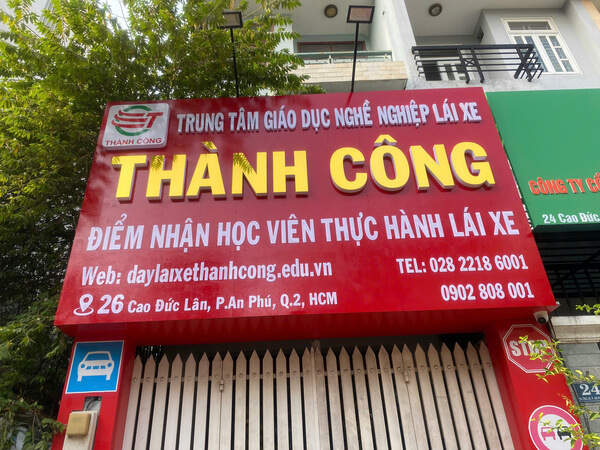 THÀNH CÔNG
TRUNG TÂM GIÁO DỤC NGHỀ NGHIỆP LÁI XE
THÀNH CÔNG
ĐIỂM NHẬN HỌC VIÊN THỰC HÀNH LÁI XE
Web: daylaixethanhcong.edu.vn
TEL: 028 2218 6001
26 Cao Đức Lân, P.An Phú, Q.2, HCM
0902 808 001
CÔNG TY
24 Cao Đức
24